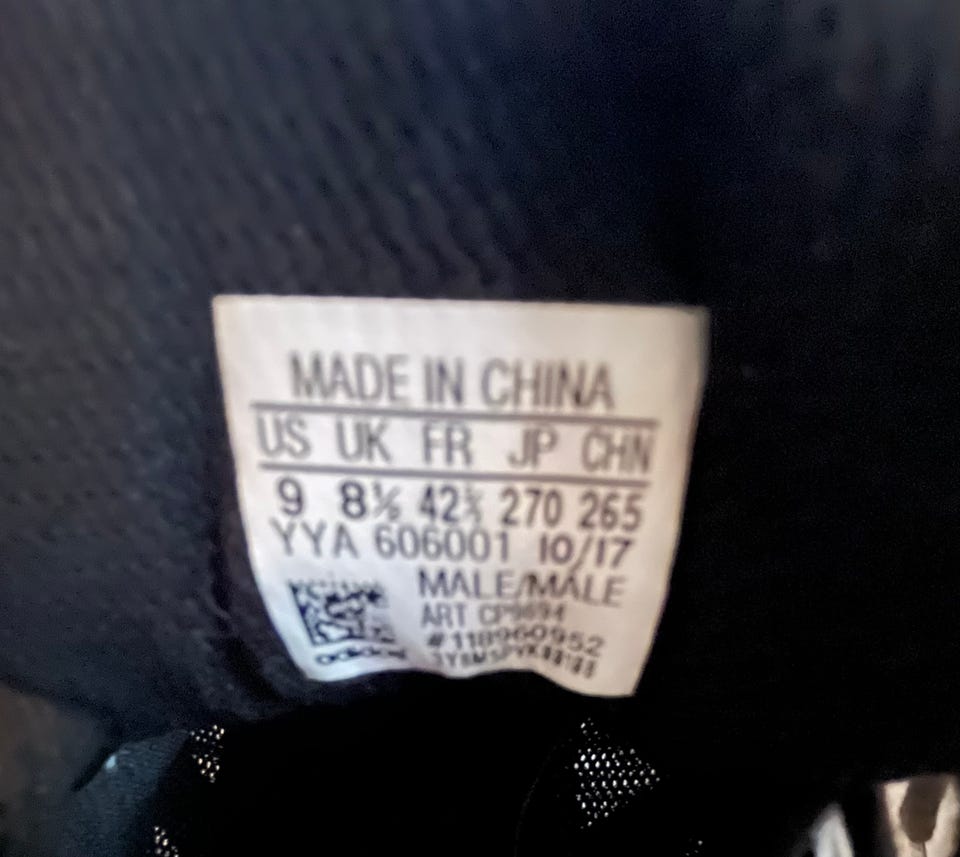 MADE IN CHINA
US UK FR JP CHN
9 8½ 42⅔ 270 265
YYA 606001 10/17
MALE/MALE
ART
#118960952
adidas